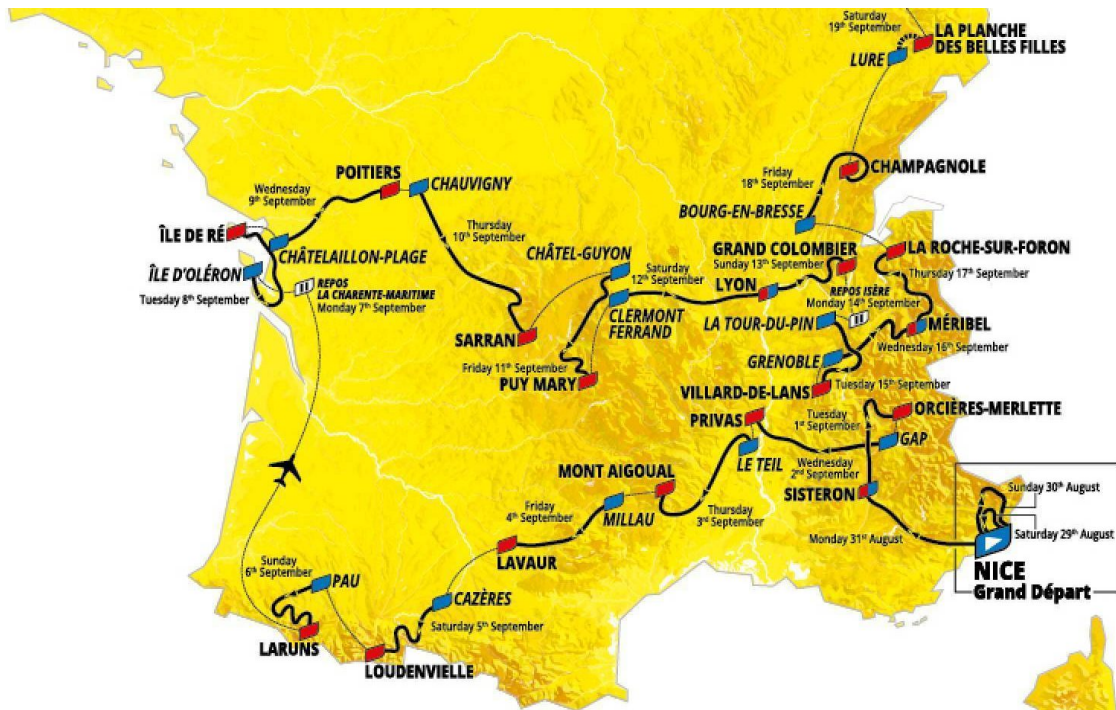 Saturday
19th September
LA PLANCHE
DES BELLES FILLES
LURE
CHAMPAGNOLE
Friday
18th September
BOURG-EN-BRESSE
POITIERS
CHAUVIGNY
Wednesday
9th September
Thursday
10th September
ÎLE DE RÉ
CHÂTELAILLON-PLAGE
ÎLE D'OLÉRON
Tuesday 8th September
REPOS
LA CHARENTE-MARITIME
Monday 7th September
CHÂTEL-GUYON
Saturday
12th September
CLERMONT
FERRAND
SARRAN
Friday 11th September
PUY MARY
GRAND COLOMBIER
Sunday 13th September
LYON
LA ROCHE-SUR-FORON
Thursday 17th September
REPOS ISÈRE
Monday 14th September
LA TOUR-DU-PIN
MÉRIBEL
Wednesday 16th September
GRENOBLE
VILLARD-DE-LANS
Tuesday 15th September
PRIVAS
Tuesday
1st September
ORCIÈRES-MERLETTE
GAP
LE TEIL
Wednesday
2nd September
MONT AIGOUAL
SISTERON
Thursday
3rd September
MILLAU
Friday
4th September
LAVAUR
Monday 31st August
Sunday 30th August
Saturday 29th August
NICE
Grand Départ
Sunday
6th September
PAU
CAZÈRES
Saturday 5th September
LARUNS
LOUDENVIELLE